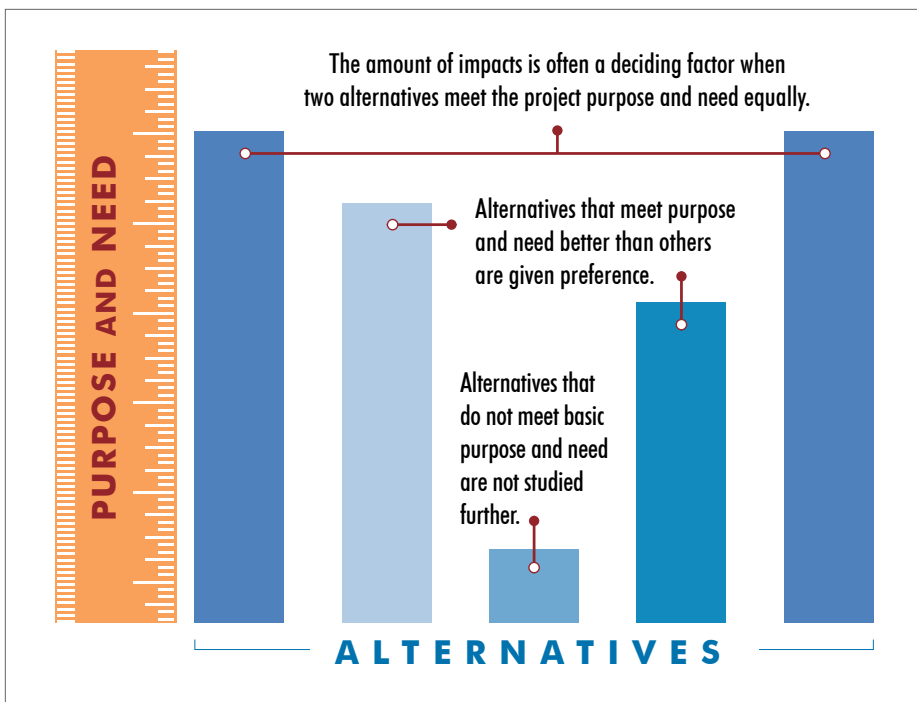 The amount of impacts is often a deciding factor when
two alternatives meet the project purpose and need equally.
PURPOSE AND NEED
Alternatives that meet purpose
and need better than others
are given preference.
Alternatives that
do not meet basic
purpose and need
are not studied
further.
ALTERNATIVES